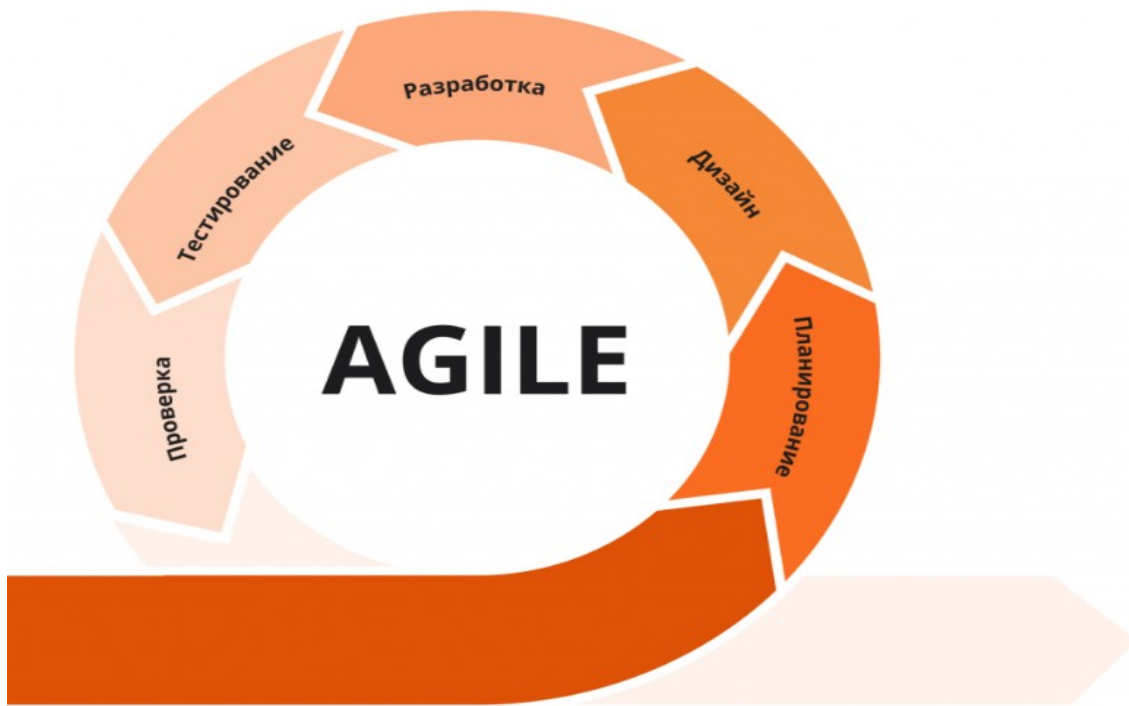 Разработка
Дизайн
Тестирование
AGILE
Планирование
Проверка